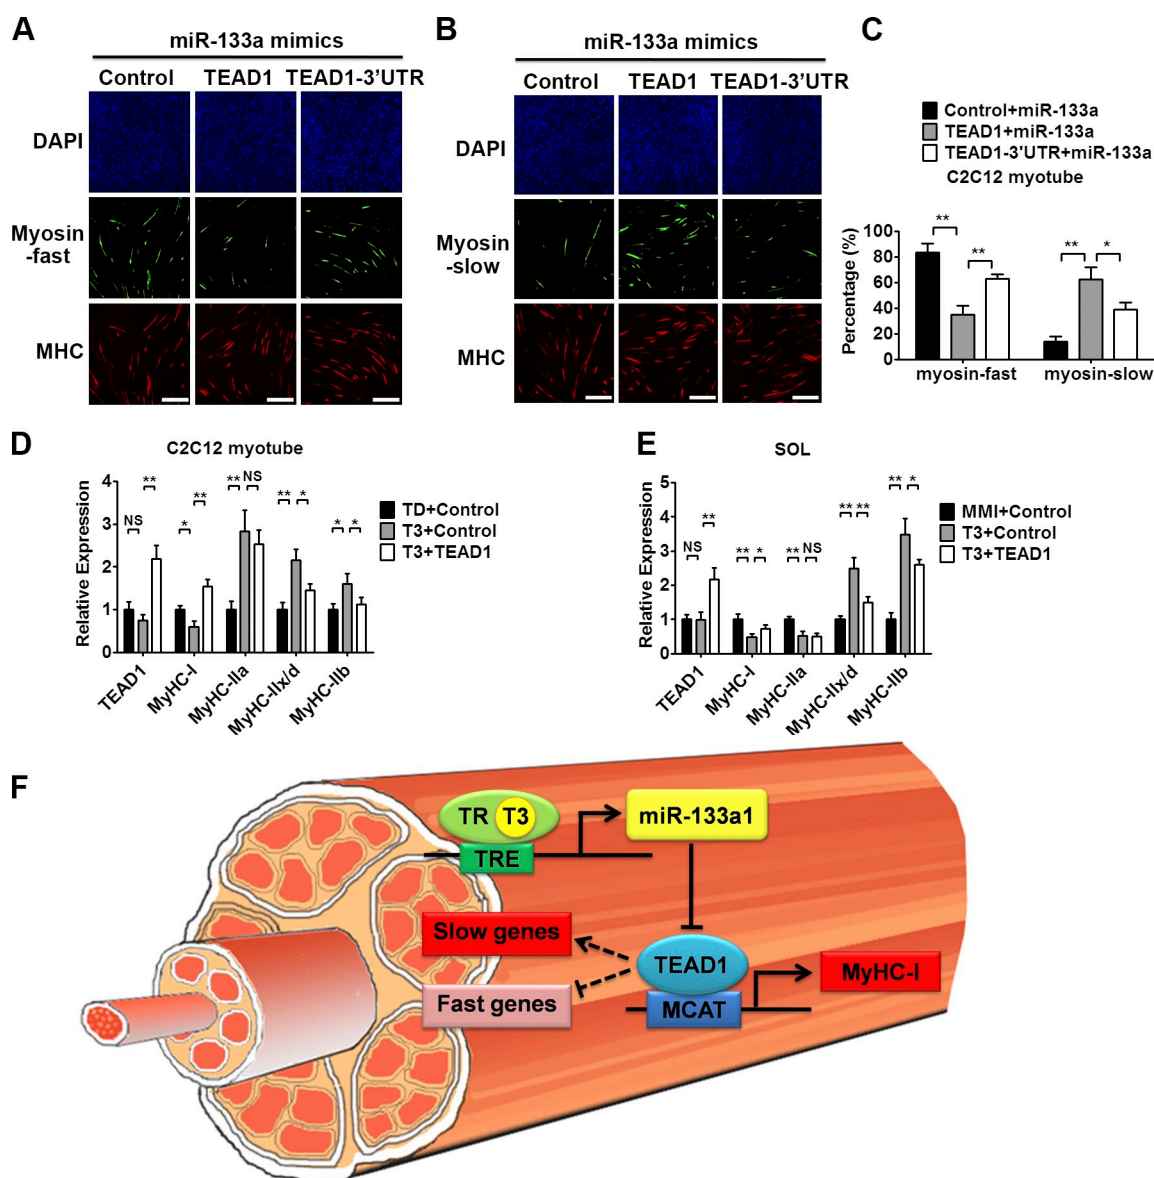 A
miR-133a mimics
Control TEAD1 TEAD1-3'UTR
DAPI
Myosin
-fast
MHC
B
miR-133a mimics
Control TEAD1 TEAD1-3'UTR
DAPI
Myosin
-slow
MHC
C
Control+miR-133a
TEAD1+miR-133a
TEAD1-3'UTR+miR-133a
C2C12 myotube
Percentage (%)
100
80
60
40
20
0
** ** ** *
myosin-fast myosin-slow
D
C2C12 myotube
Relative Expression
4
3
2
1
0
NS ** * ** ** NS ** * * *
TEAD1 MyHC-I MyHC-IIa MyHC-IIx/d MyHC-IIb
TD+Control
T3+Control
T3+TEAD1
E
SOL
Relative Expression
5
4
3
2
1
0
NS ** ** * ** NS ** ** ** *
TEAD1 MyHC-I MyHC-IIa MyHC-IIx/d MyHC-IIb
MMI+Control
T3+Control
T3+TEAD1
F
TR T3
TRE
miR-133a1
Slow genes
Fast genes
TEAD1
MCAT
MyHC-I